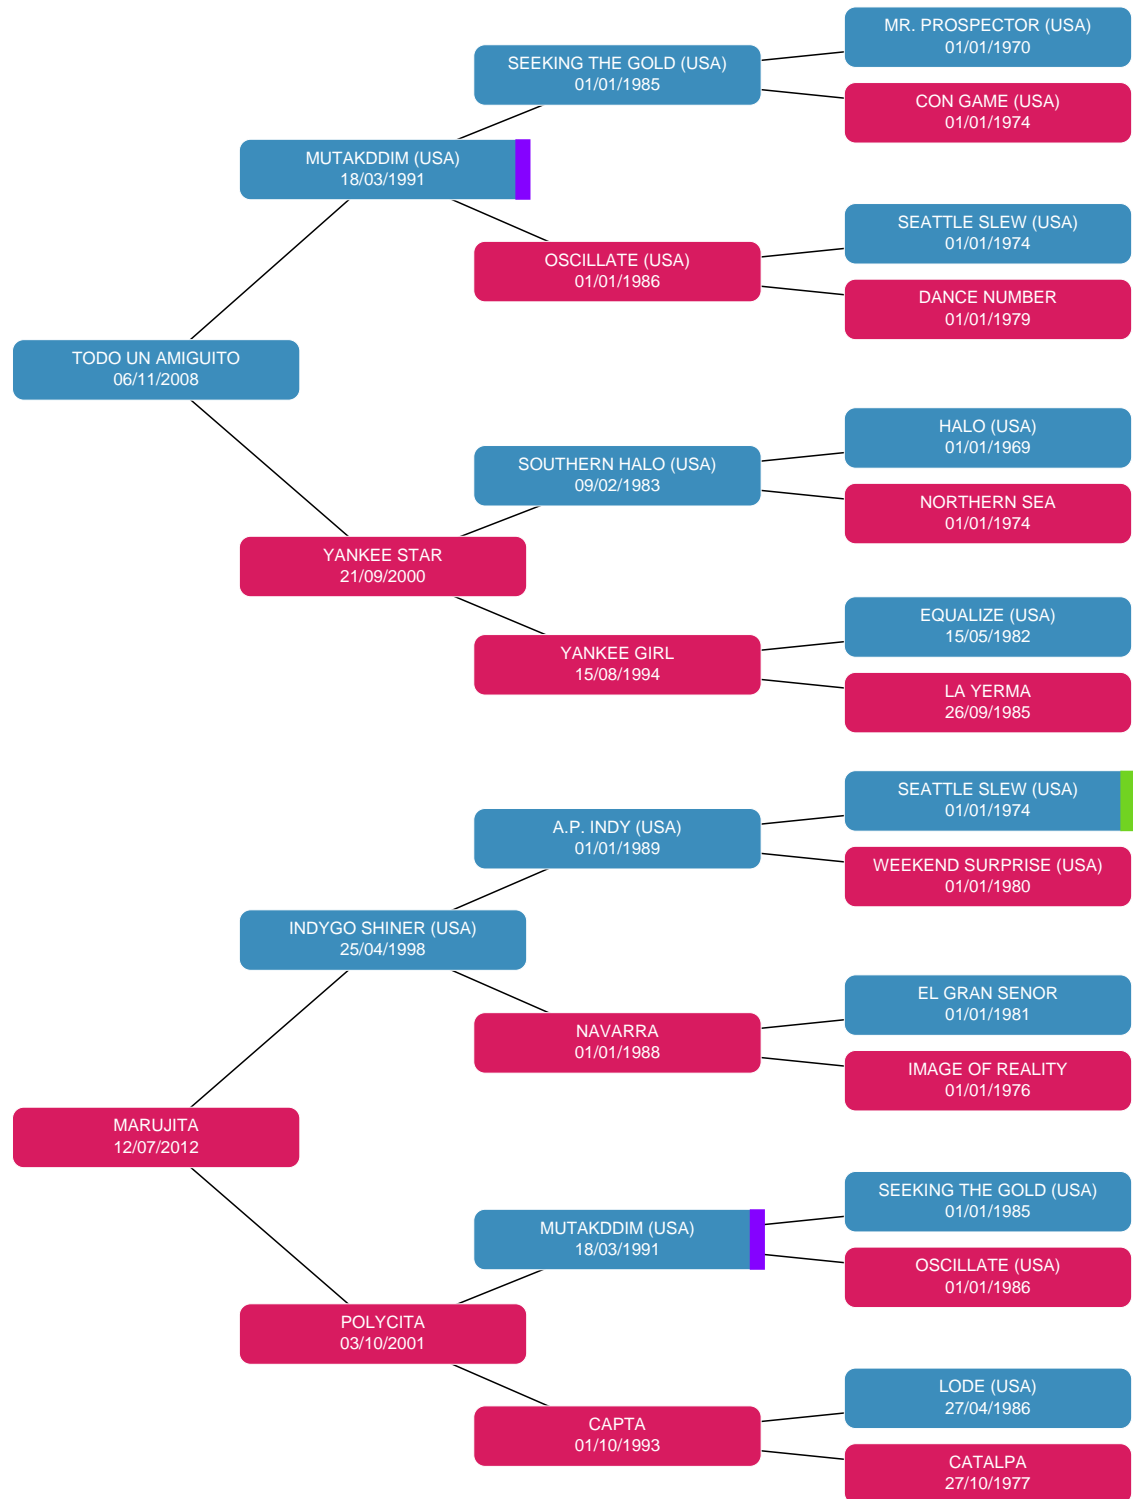 MR. PROSPECTOR (USA)
01/01/1970
SEEKING THE GOLD (USA)
01/01/1985
CON GAME (USA)
01/01/1974
MUTAKDDIM (USA)
18/03/1991
SEATTLE SLEW (USA)
01/01/1974
OSCILLATE (USA)
01/01/1986
DANCE NUMBER
01/01/1979
TODO UN AMIGUITO
06/11/2008
HALO (USA)
01/01/1969
SOUTHERN HALO (USA)
09/02/1983
NORTHERN SEA
01/01/1974
YANKEE STAR
21/09/2000
EQUALIZE (USA)
15/05/1982
YANKEE GIRL
15/08/1994
LA YERMA
26/09/1985
SEATTLE SLEW (USA)
01/01/1974
A.P. INDY (USA)
01/01/1989
WEEKEND SURPRISE (USA)
01/01/1980
INDYGO SHINER (USA)
25/04/1998
EL GRAN SENOR
01/01/1981
NAVARRA
01/01/1988
IMAGE OF REALITY
01/01/1976
MARUJITA
12/07/2012
SEEKING THE GOLD (USA)
01/01/1985
MUTAKDDIM (USA)
18/03/1991
OSCILLATE (USA)
01/01/1986
POLYCITA
03/10/2001
LODE (USA)
27/04/1986
CAPTA
01/10/1993
CATALPA
27/10/1977